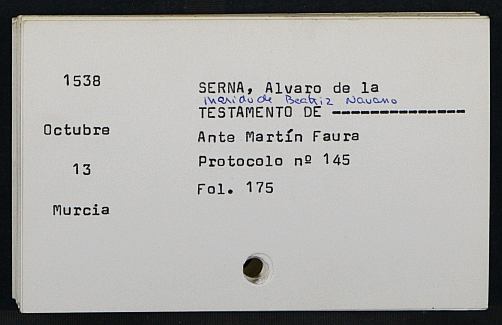 1538
SERNA, Alvaro de la
marido de Beatriz Navarro
TESTAMENTO DE ---------------
Octubre
Ante Martín Faura
13
Protocolo nº 145
Fol. 175
Murcia